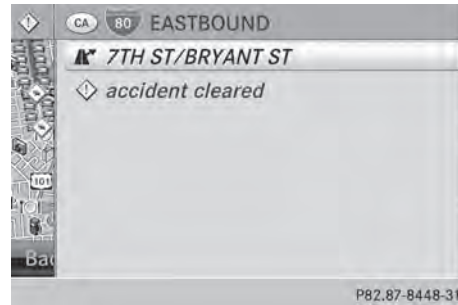 CA 80 EASTBOUND
7TH ST/BRYANT ST
accident cleared
101
Bac
P82.87-8448-31